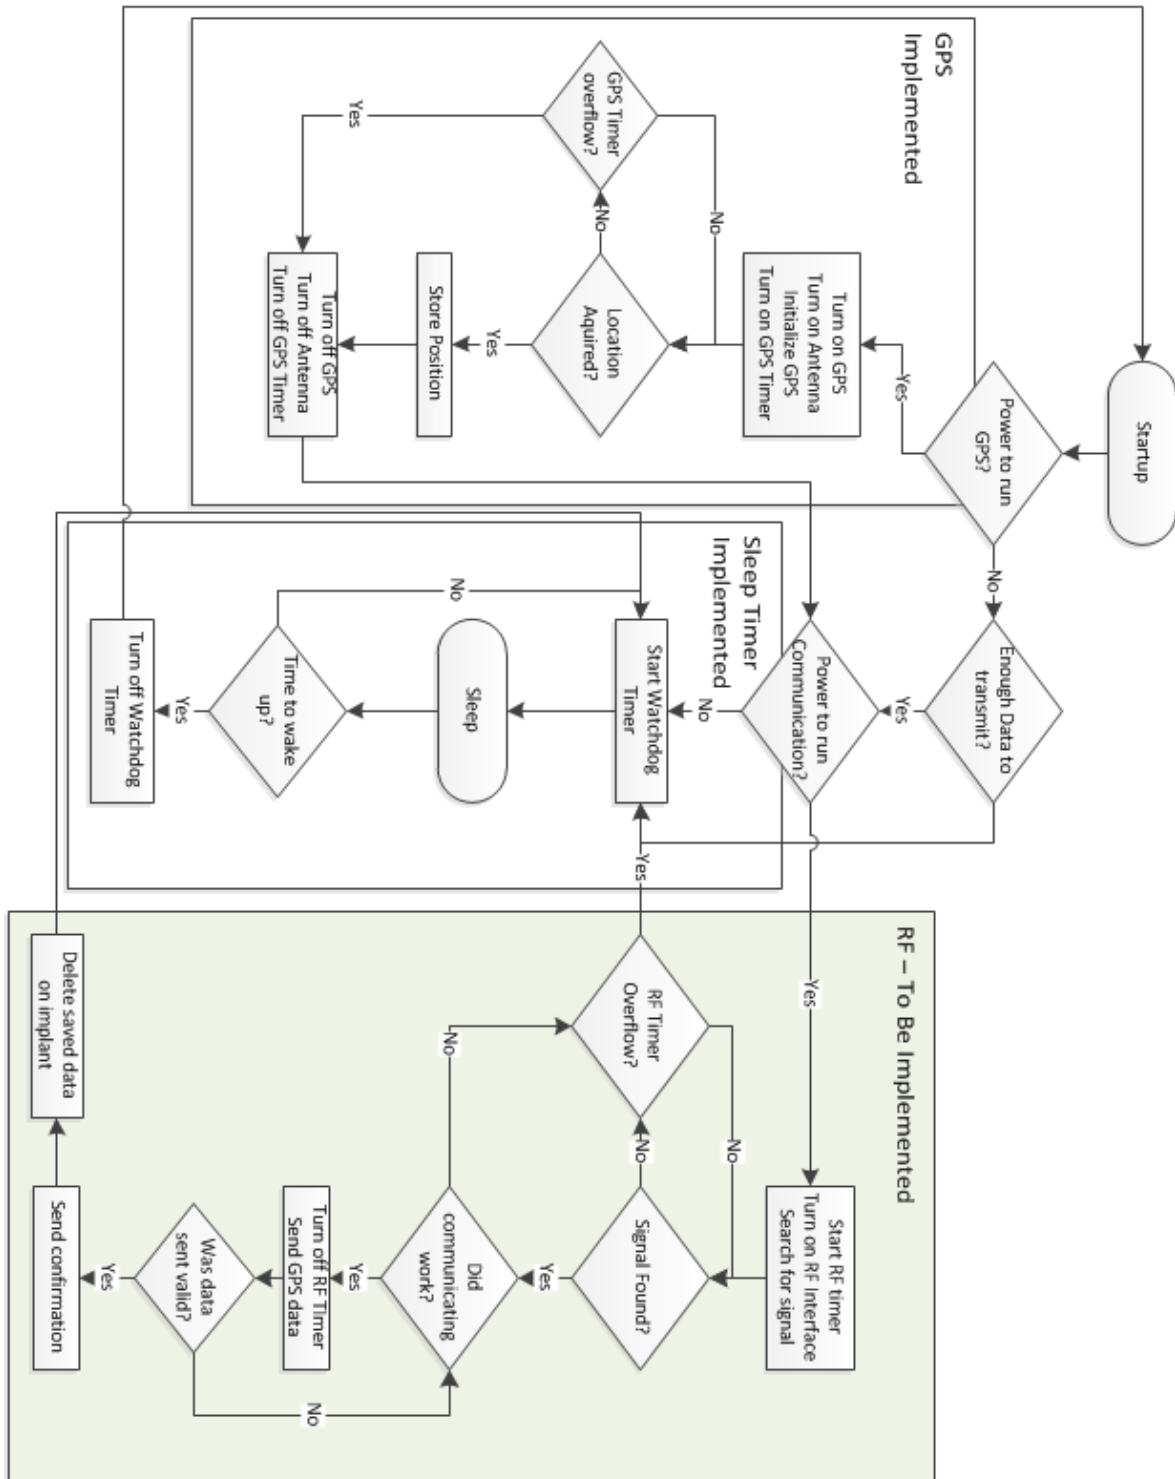 Startup
Power to run
GPS?
Yes
No
GPS
Implemented
Turn on GPS
Turn on Antenna
Initialize GPS
Turn on GPS Timer
No
Location
Aquired?
No
GPS Timer
overflow?
Yes
Yes
Store Position
Turn off GPS
Turn off Antenna
Turn off GPS Timer
Enough Data to
transmit?
Yes
Power to run
Communication?
No
Yes
Sleep Timer
Implemented
Start Watchdog
Timer
Sleep
Time to wake
up?
No
Yes
Turn off Watchdog
Timer
RF – To Be Implemented
Start RF timer
Turn on RF Interface
Search for signal
No
Signal Found?
No
RF Timer
Overflow?
Yes
Yes
Did
communicating
work?
No
Yes
Turn off RF Timer
Send GPS data
Was data
sent valid?
No
Yes
Send confirmation
Delete saved data
on implant